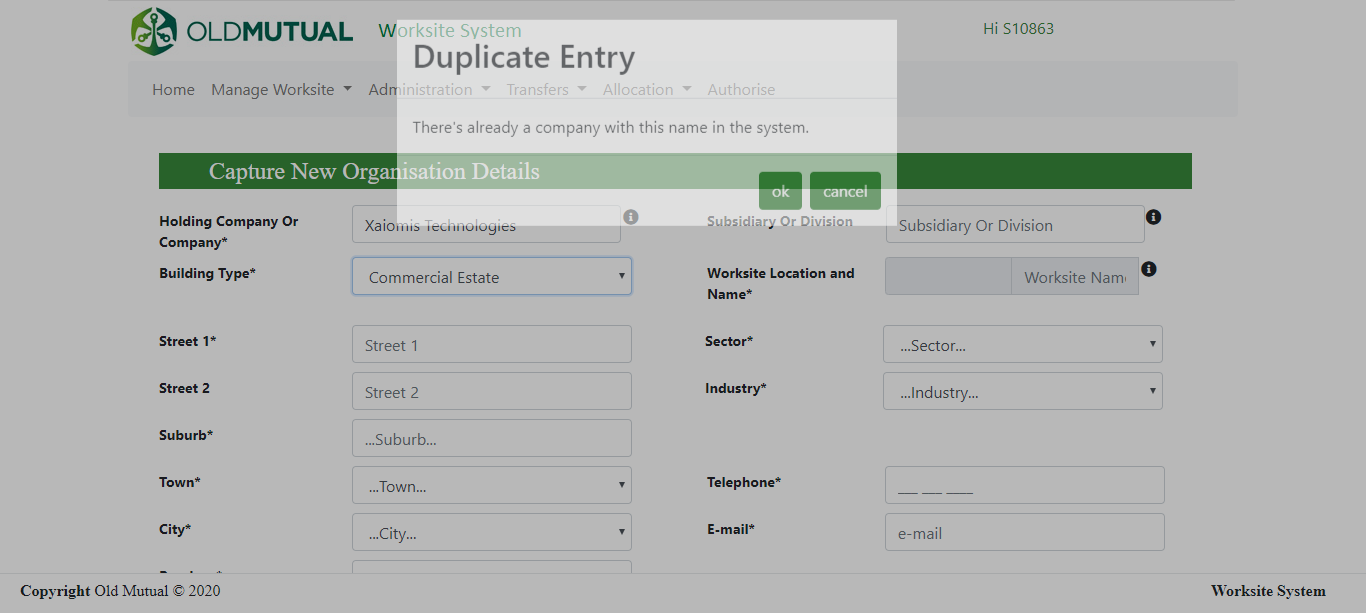 OLDMUTUAL Worksite System Hi S10863
Duplicate Entry
Home Manage Worksite Administration Transfers Allocation Authorise
There's already a company with this name in the system.
Capture New Organisation Details
ok cancel
Holding Company Or Company* Xaiomis Technologies Subsidiary Or Division Subsidiary Or Division
Building Type* Commercial Estate Worksite Location and Name* Worksite Nam
Street 1* Street 1 Sector* ...Sector...
Street 2 Street 2 Industry* ...Industry...
Suburb* ...Suburb...
Town* ...Town... Telephone* ___ ___ ____
City* ...City... E-mail* e-mail
Copyright Old Mutual © 2020 Worksite System